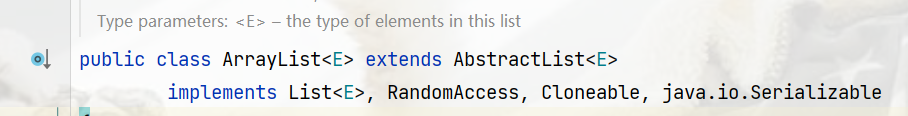 Type parameters: <E> – the type of elements in this list
public class ArrayList<E> extends AbstractList<E>
implements List<E>, RandomAccess, Cloneable, java.io.Serializable